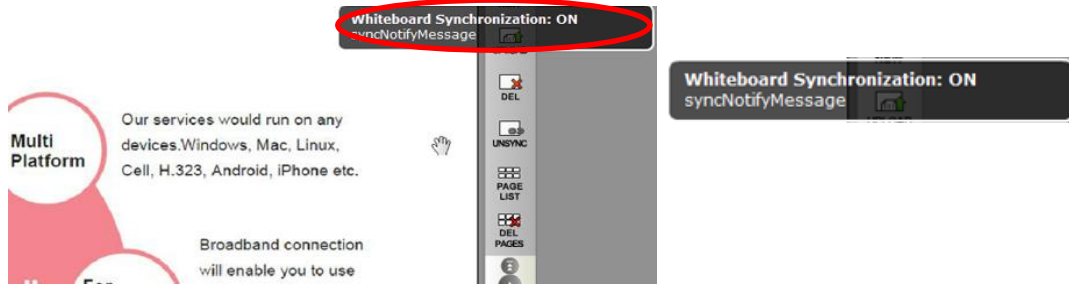 Whiteboard Synchronization: ON
syncNotifyMessage
DEL
UNSYNC
PAGE
LIST
DEL
PAGES
Multi
Platform
Our services would run on any
devices.Windows, Mac, Linux,
Cell, H.323, Android, iPhone etc.
Broadband connection
will enable you to use
For
Whiteboard Synchronization: ON
syncNotifyMessage